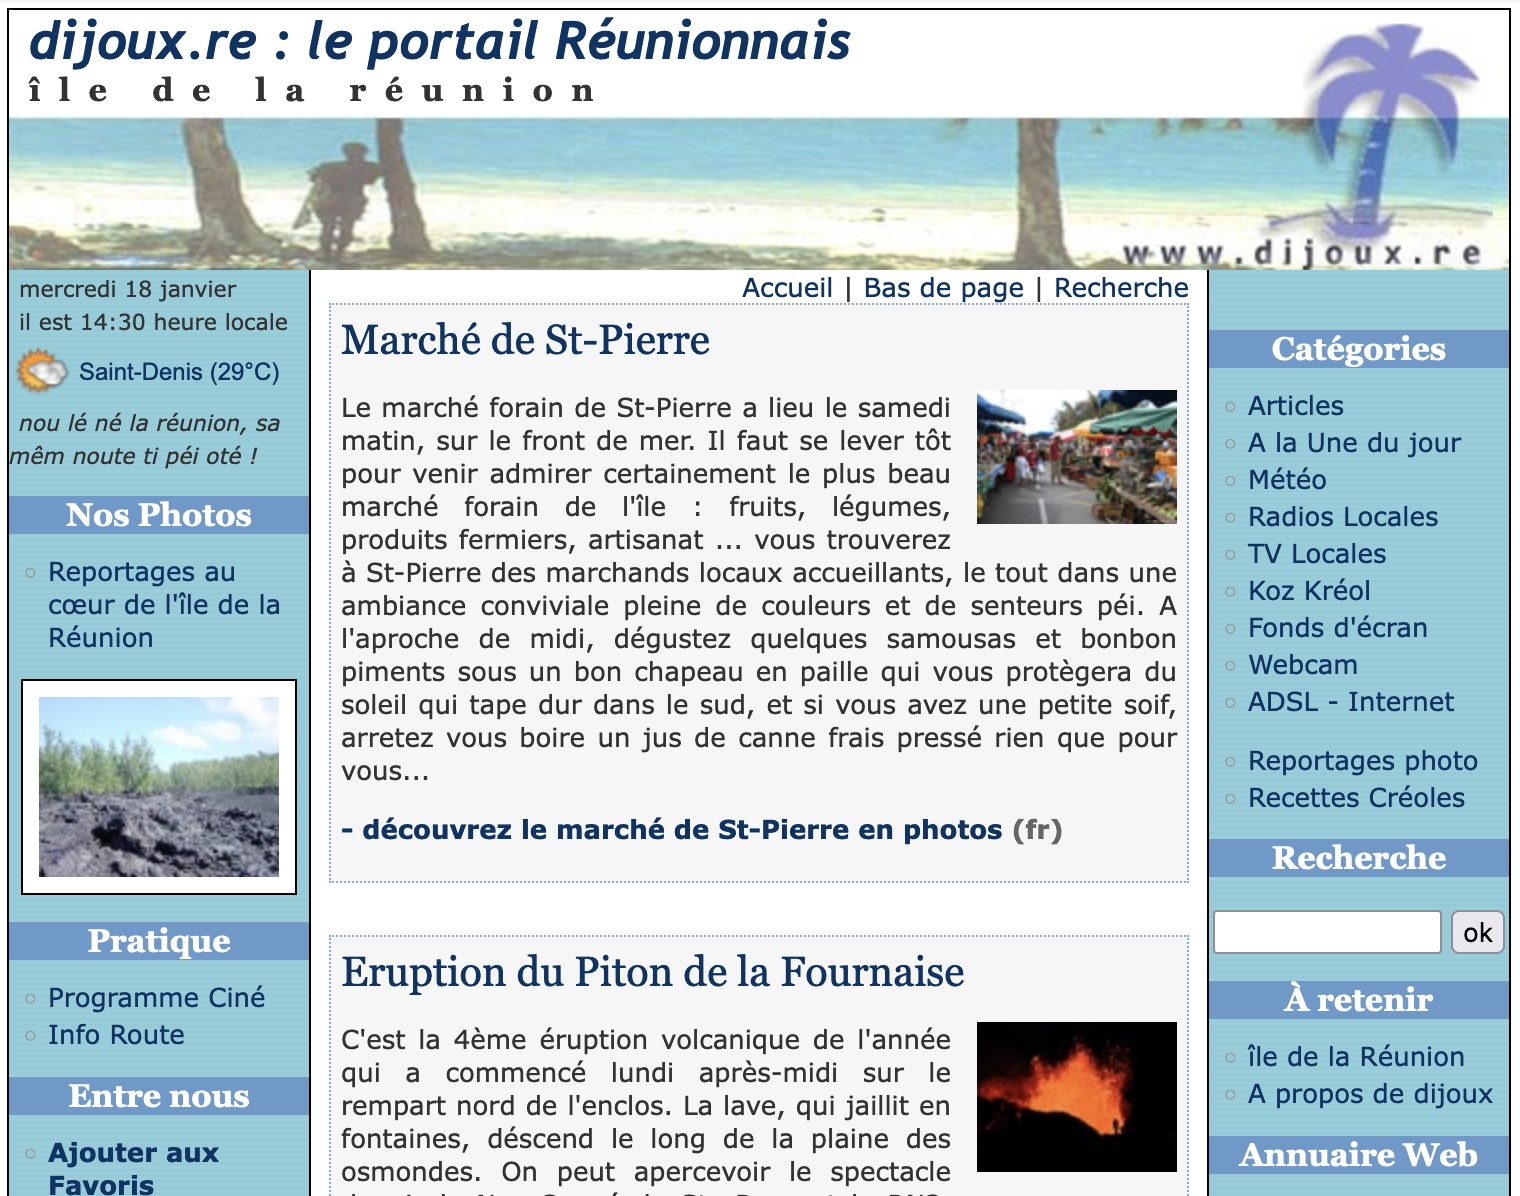 dijoux.re : le portail Réunionnais
île de la réunion
www.dijoux.re
mercredi 18 janvier
il est 14:30 heure locale
Saint-Denis (29°C)
nou lé né la réunion, sa
mêm noute ti péi oté !
Nos Photos
Reportages au
cœur de l'île de la
Réunion
Pratique
Programme Ciné
Info Route
Entre nous
Ajouter aux
Favoris
Accueil | Bas de page | Recherche
Marché de St-Pierre
Le marché forain de St-Pierre a lieu le samedi
matin, sur le front de mer. Il faut se lever tôt
pour venir admirer certainement le plus beau
marché forain de l'île : fruits, légumes,
produits fermiers, artisanat ... vous trouverez
à St-Pierre des marchands locaux accueillants, le tout dans une
ambiance conviviale pleine de couleurs et de senteurs péi. A
l'aproche de midi, dégustez quelques samousas et bonbon
piments sous un bon chapeau en paille qui vous protègera du
soleil qui tape dur dans le sud, et si vous avez une petite soif,
arretez vous boire un jus de canne frais pressé rien que pour
vous...
- découvrez le marché de St-Pierre en photos (fr)
Eruption du Piton de la Fournaise
C'est la 4ème éruption volcanique de l'année
qui a commencé lundi après-midi sur le
rempart nord de l'enclos. La lave, qui jaillit en
fontaines, déscend le long de la plaine des
osmondes. On peut apercevoir le spectacle
Catégories
Articles
A la Une du jour
Météo
Radios Locales
TV Locales
Koz Kréol
Fonds d'écran
Webcam
ADSL - Internet
Reportages photo
Recettes Créoles
Recherche
ok
À retenir
île de la Réunion
A propos de dijoux
Annuaire Web